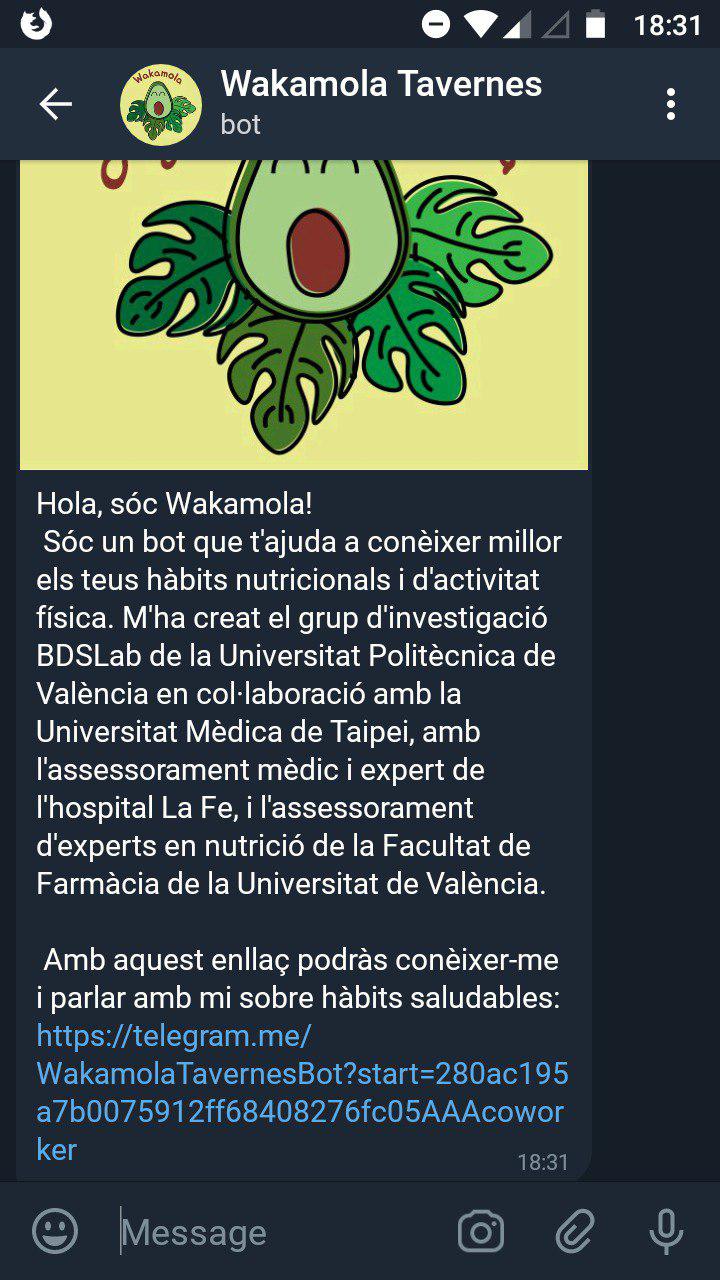 18:31
Wakamola
Wakamola Tavernes
bot
Hola, sóc Wakamola!
Sóc un bot que t'ajuda a conèixer millor
els teus hàbits nutricionals i d'activitat
física. M'ha creat el grup d'investigació
BDSLab de la Universitat Politècnica de
València en col·laboració amb la
Universitat Mèdica de Taipei, amb
l'assessorament mèdic i expert de
l'hospital La Fe, i l'assessorament
d'experts en nutrició de la Facultat de
Farmàcia de la Universitat de València.
Amb aquest enllaç podràs conèixer-me
i parlar amb mi sobre hàbits saludables:
https://telegram.me/
WakamolaTavernesBot?start=280ac195
a7b0075912ff68408276fc05AAAcowor
ker
18:31
Message